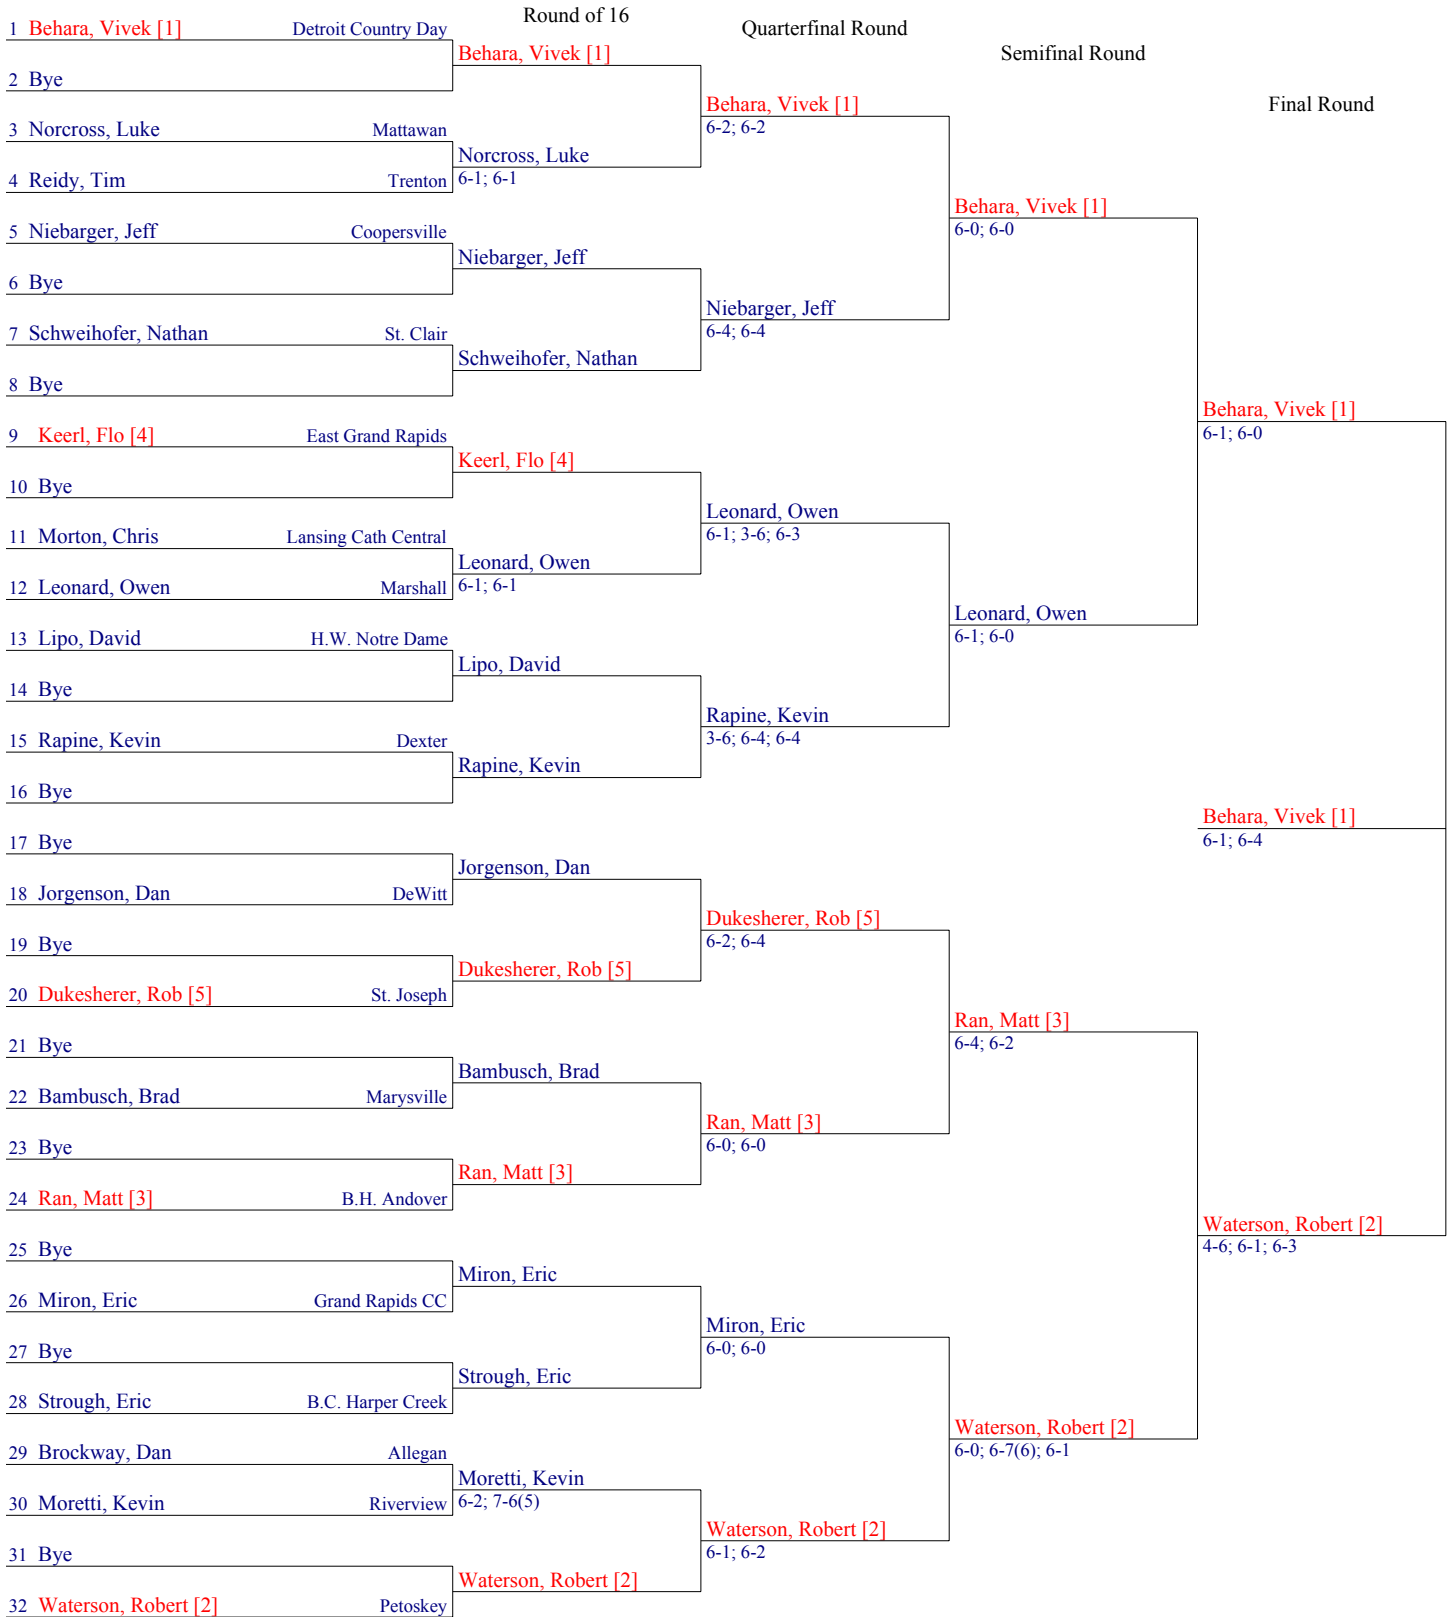 Round of 16
Quarterfinal Round
Semifinal Round
Final Round
1 Behara, Vivek [1] Detroit Country Day
2 Bye
3 Norcross, Luke Mattawan
4 Reidy, Tim Trenton
5 Niebarger, Jeff Coopersville
6 Bye
7 Schweihofer, Nathan St. Clair
8 Bye
9 Keerl, Flo [4] East Grand Rapids
10 Bye
11 Morton, Chris Lansing Cath Central
12 Leonard, Owen Marshall
13 Lipo, David H.W. Notre Dame
14 Bye
15 Rapine, Kevin Dexter
16 Bye
17 Bye
18 Jorgenson, Dan DeWitt
19 Bye
20 Dukesherer, Rob [5] St. Joseph
21 Bye
22 Bambusch, Brad Marysville
23 Bye
24 Ran, Matt [3] B.H. Andover
25 Bye
26 Miron, Eric Grand Rapids CC
27 Bye
28 Strough, Eric B.C. Harper Creek
29 Brockway, Dan Allegan
30 Moretti, Kevin Riverview
31 Bye
32 Waterson, Robert [2] Petoskey
Behara, Vivek [1]
Norcross, Luke
6-1; 6-1
Niebarger, Jeff
Schweihofer, Nathan
Keerl, Flo [4]
Leonard, Owen
6-1; 6-1
Lipo, David
Rapine, Kevin
Jorgenson, Dan
Dukesherer, Rob [5]
Bambusch, Brad
Ran, Matt [3]
Miron, Eric
Strough, Eric
Moretti, Kevin
6-2; 7-6(5)
Waterson, Robert [2]
Behara, Vivek [1]
6-2; 6-2
Niebarger, Jeff
6-4; 6-4
Leonard, Owen
6-1; 3-6; 6-3
Rapine, Kevin
3-6; 6-4; 6-4
Dukesherer, Rob [5]
6-2; 6-4
Ran, Matt [3]
6-0; 6-0
Miron, Eric
6-0; 6-0
Waterson, Robert [2]
6-1; 6-2
Behara, Vivek [1]
6-0; 6-0
Leonard, Owen
6-1; 6-0
Ran, Matt [3]
6-4; 6-2
Waterson, Robert [2]
6-0; 6-7(6); 6-1
Behara, Vivek [1]
6-1; 6-0
Behara, Vivek [1]
6-1; 6-4
Waterson, Robert [2]
4-6; 6-1; 6-3